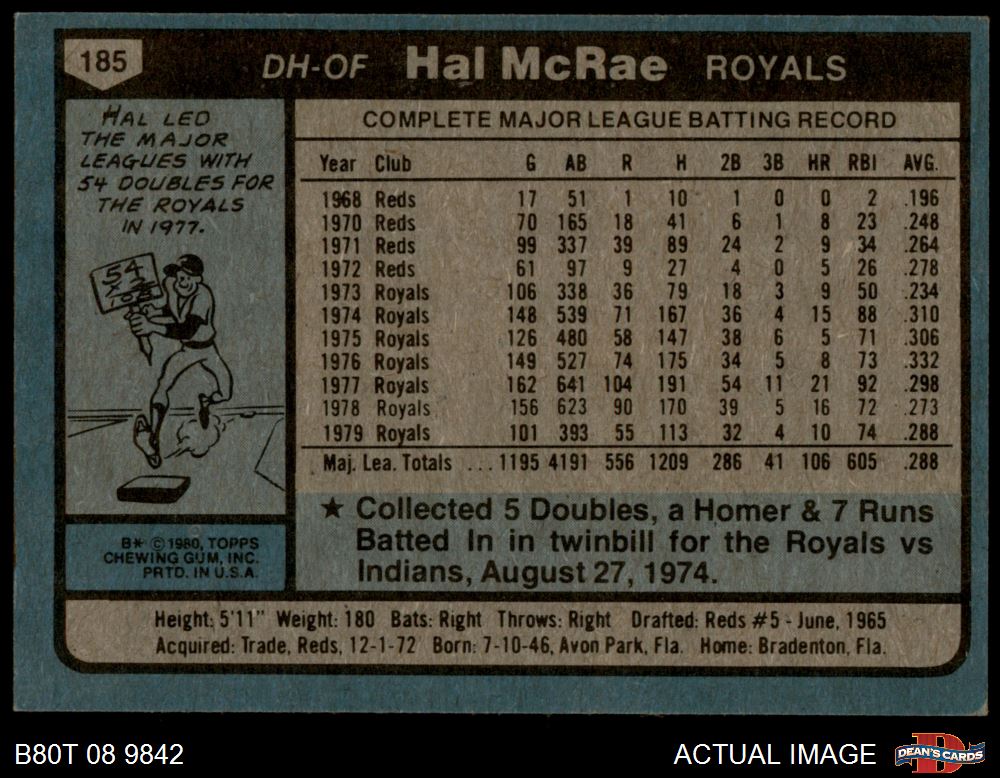 185
DH-OF Hal McRae ROYALS
HAL LED
THE MAJOR
LEAGUES WITH
54 DOUBLES FOR
THE ROYALS
IN 1977.
54
COMPLETE MAJOR LEAGUE BATTING RECORD
Year Club G AB R H 2B 3B HR RBI AVG.
1968 Reds 17 51 1 10 1 0 0 2 .196
1970 Reds 70 165 18 41 6 1 8 23 .248
1971 Reds 99 337 39 89 24 2 9 34 .264
1972 Reds 61 97 9 27 4 0 5 26 .278
1973 Royals 106 338 36 79 18 3 9 50 .234
1974 Royals 148 539 71 167 36 4 15 88 .310
1975 Royals 126 480 58 147 38 6 5 71 .306
1976 Royals 149 527 74 175 34 5 8 73 .332
1977 Royals 162 641 104 191 54 11 21 92 .298
1978 Royals 156 623 90 170 39 5 16 72 .273
1979 Royals 101 393 55 113 32 4 10 74 .288
Maj. Lea. Totals ... 1195 4191 556 1209 286 41 106 605 .288
★ Collected 5 Doubles, a Homer & 7 Runs
Batted In in twinbill for the Royals vs
Indians, August 27, 1974.
B* © 1980, TOPPS
CHEWING GUM, INC.
PRTD. IN U.S.A.
Height: 5'11" Weight: 180 Bats: Right Throws: Right Drafted: Reds #5 - June, 1965
Acquired: Trade, Reds, 12-1-72 Born: 7-10-46, Avon Park, Fla. Home: Bradenton, Fla.
B80T 08 9842
ACTUAL IMAGE
D
DEAN'S CARDS